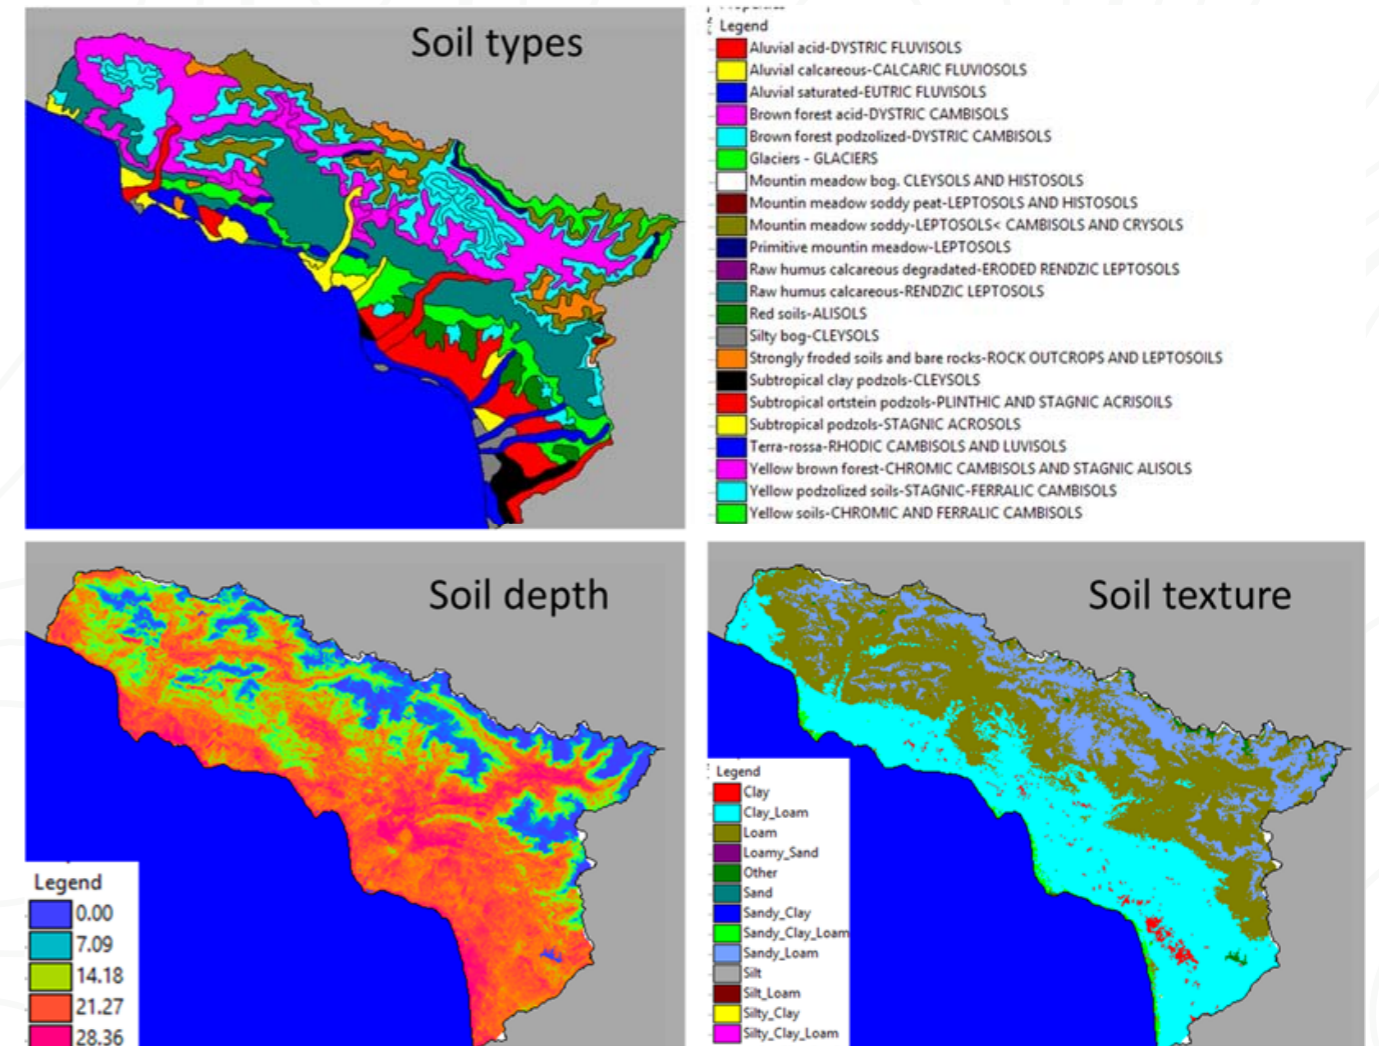 Soil types
Legend
Aluvial acid-DYSTRIC FLUVISOLS
Aluvial calcareous-CALCARIC FLUVIOSOLS
Aluvial saturated-EUTRIC FLUVISOLS
Brown forest acid-DYSTRIC CAMBISOLS
Brown forest podzolized-DYSTRIC CAMBISOLS
Glaciers - GLACIERS
Mountin meadow bog. CLEYSOLS AND HISTOSOLS
Mountin meadow soddy peat-LEPTOSOLS AND HISTOSOLS
Mountin meadow soddy-LEPTOSOLS< CAMBISOLS AND CRYSOLS
Primitive mountin meadow-LEPTOSOLS
Raw humus calcareous degradated-ERODED RENDZIC LEPTOSOLS
Raw humus calcareous-RENDZIC LEPTOSOLS
Red soils-ALISOLS
Silty bog-CLEYSOLS
Strongly froded soils and bare rocks-ROCK OUTCROPS AND LEPTOSOILS
Subtropical clay podzols-CLEYSOLS
Subtropical ortstein podzols-PLINTHIC AND STAGNIC ACRISOILS
Subtropical podzols-STAGNIC ACROSOLS
Terra-rossa-RHODIC CAMBISOLS AND LUVISOLS
Yellow brown forest-CHROMIC CAMBISOLS AND STAGNIC ALISOLS
Yellow podzolized soils-STAGNIC-FERRALIC CAMBISOLS
Yellow soils-CHROMIC AND FERRALIC CAMBISOLS
Soil depth
Legend
0.00
7.09
14.18
21.27
28.36
Soil texture
Legend
Clay
Clay_Loam
Loam
Loamy_Sand
Other
Sand
Sandy_Clay
Sandy_Clay_Loam
Sandy_Loam
Silt
Silt_Loam
Silty_Clay
Silty_Clay_Loam